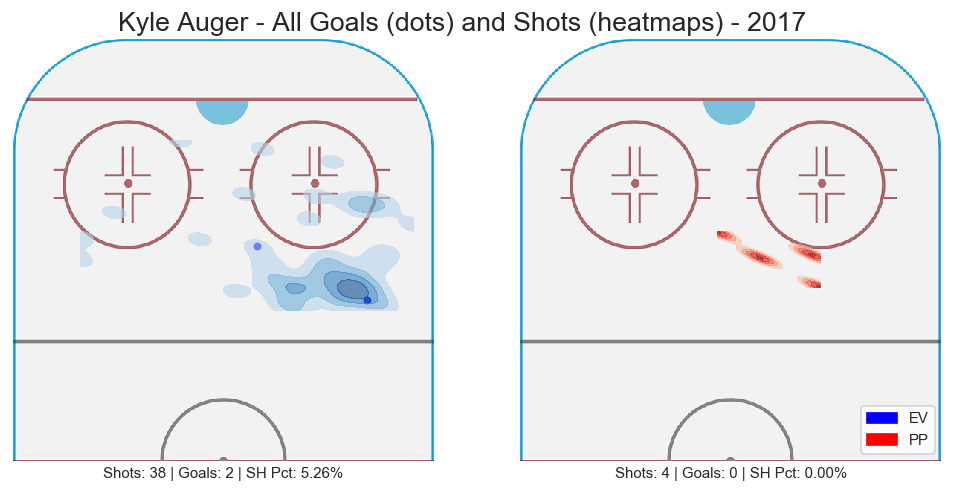 Kyle Auger - All Goals (dots) and Shots (heatmaps) - 2017
EV
PP
Shots: 38 | Goals: 2 | SH Pct: 5.26%
Shots: 4 | Goals: 0 | SH Pct: 0.00%